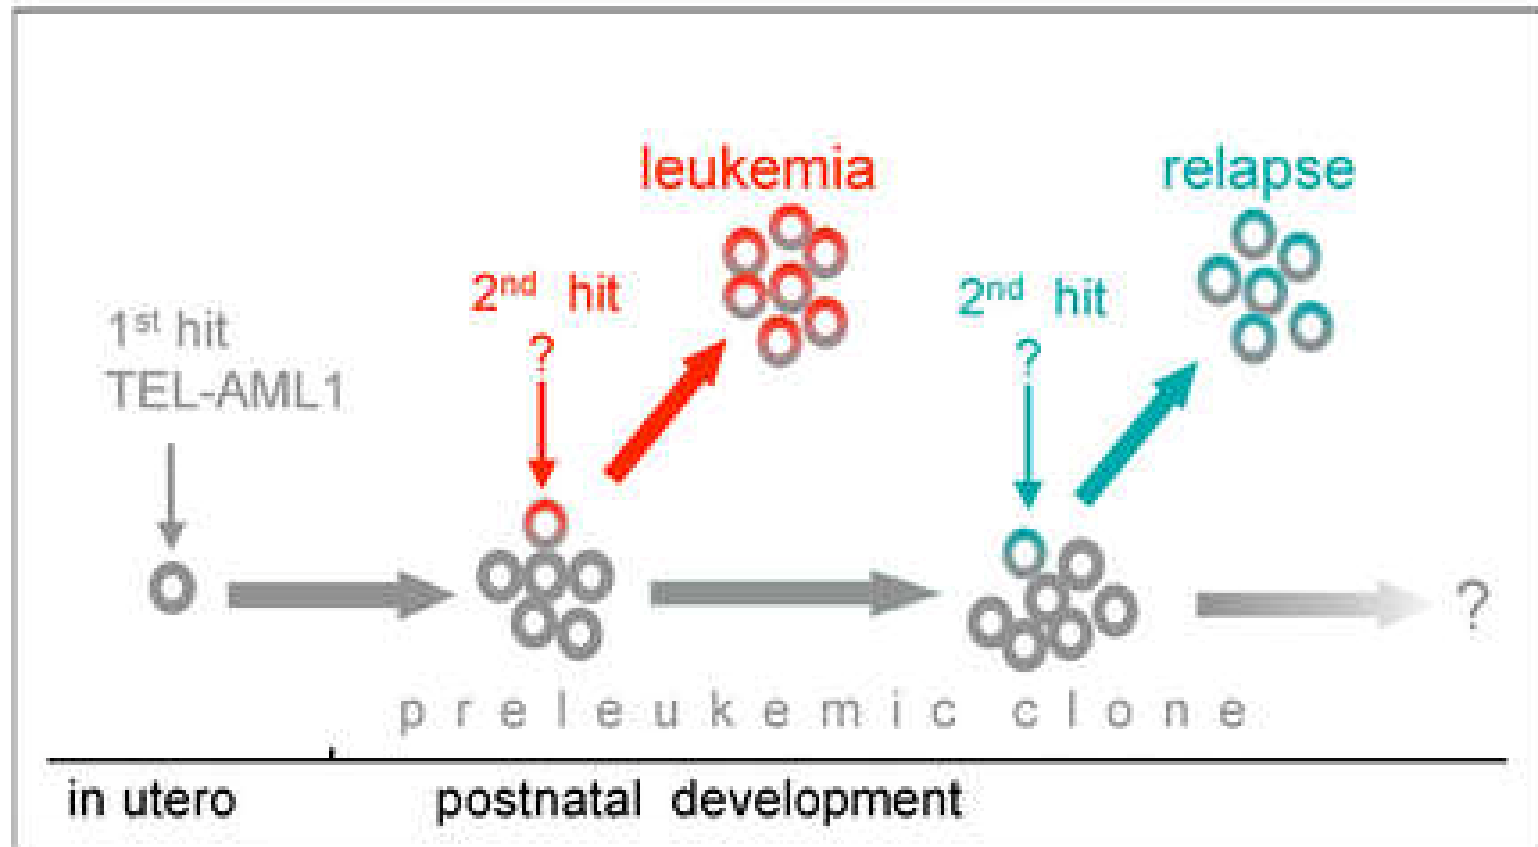 leukemia
relapse
2nd hit
?
2nd hit
?
1st hit
TEL-AML1
?
preleukemic clone
in utero
postnatal development